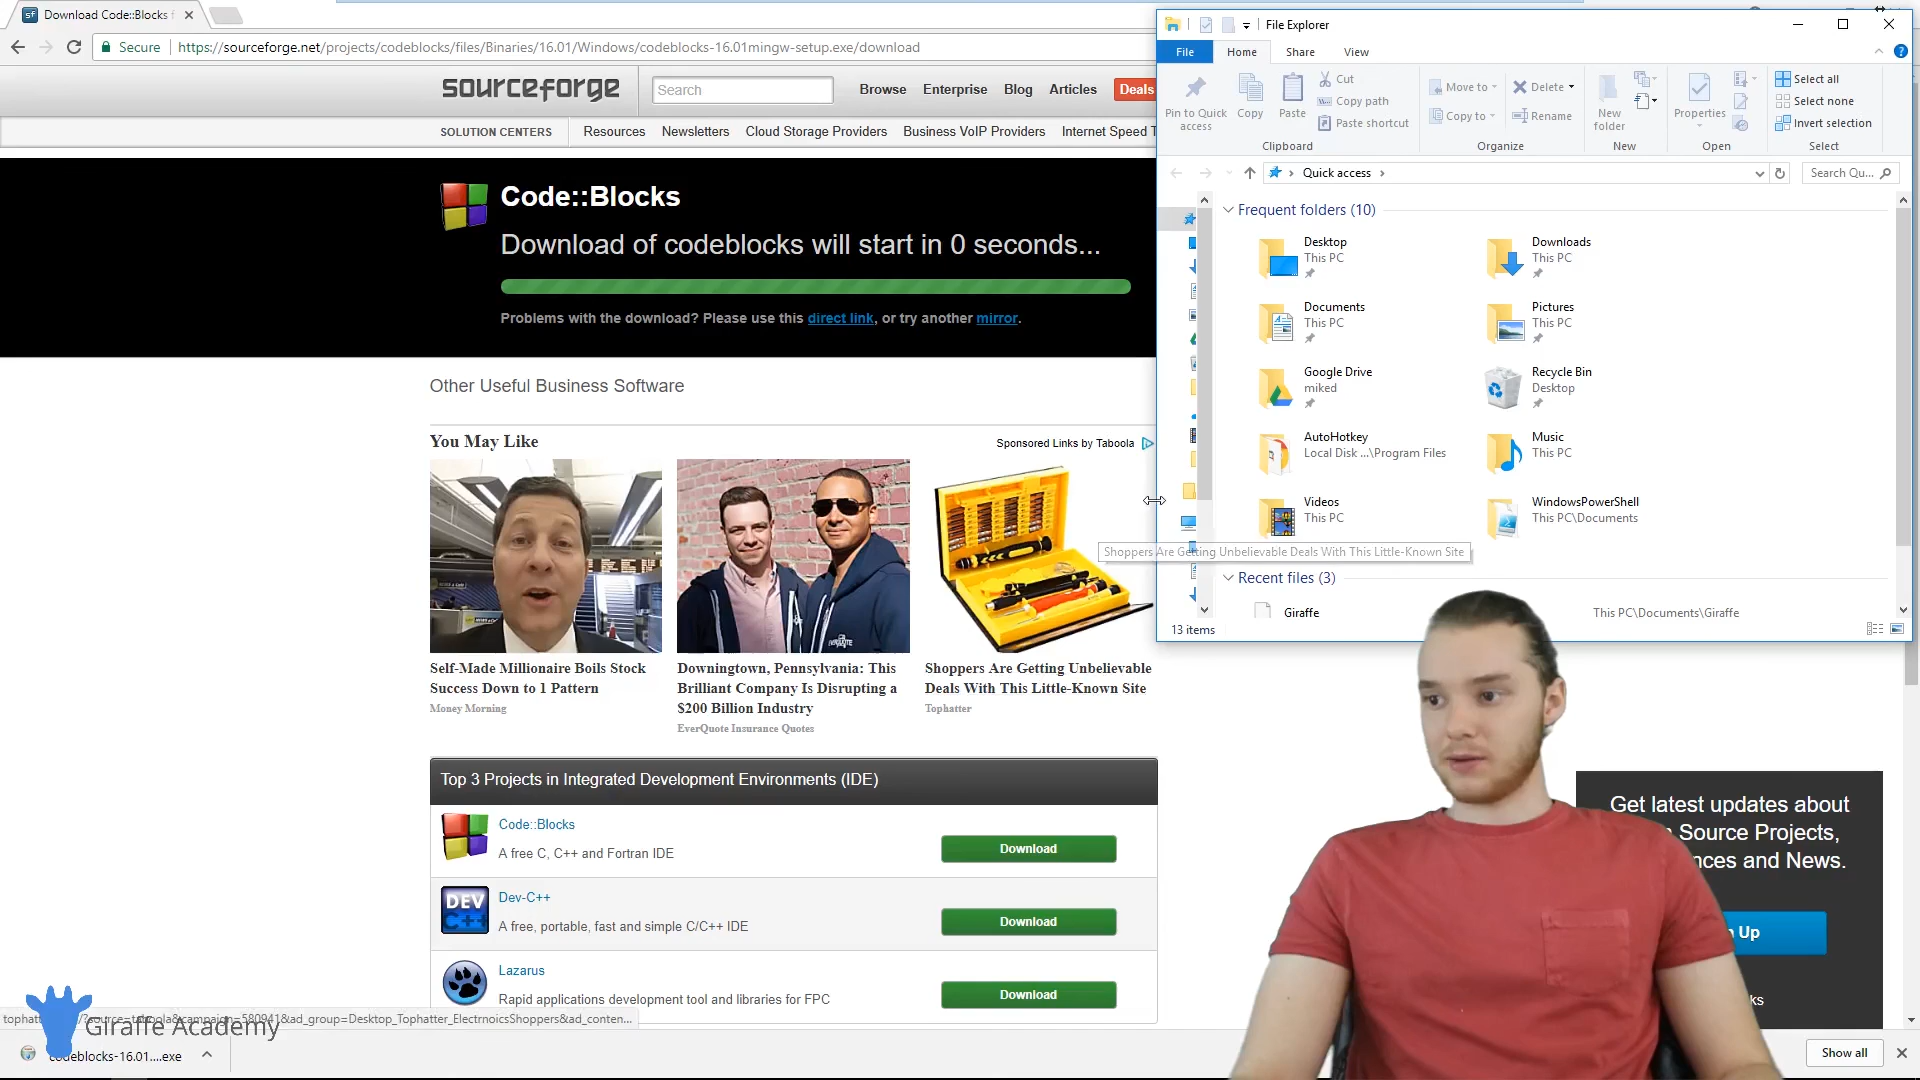 Download Code::Blocks f
Secure
https://sourceforge.net/projects/codeblocks/files/Binaries/16.01/Windows/codeblocks-16.01mingw-setup.exe/download
sourceforge
Search
Browse
Enterprise
Blog
Articles
Deals
SOLUTION CENTERS
Resources
Newsletters
Cloud Storage Providers
Business VoIP Providers
Internet Speed T
Code::Blocks
Download of codeblocks will start in 0 seconds...
Problems with the download? Please use this direct link, or try another mirror.
Other Useful Business Software
You May Like
Sponsored Links by Taboola
Self-Made Millionaire Boils Stock
Success Down to 1 Pattern
Money Morning
Downingtown, Pennsylvania: This
Brilliant Company Is Disrupting a
$200 Billion Industry
EverQuote Insurance Quotes
Shoppers Are Getting Unbelievable
Deals With This Little-Known Site
Tophatter
Top 3 Projects in Integrated Development Environments (IDE)
Code::Blocks
A free C, C++ and Fortran IDE
Download
DEV
C++
Dev-C++
A free, portable, fast and simple C/C++ IDE
Download
Lazarus
Rapid applications development tool and libraries for FPC
Download
Giraffe Academy
codeblocks-16.01....exe
Show all
File Explorer
File
Home
Share
View
Pin to Quick
access
Copy
Paste
Cut
Copy path
Paste shortcut
Clipboard
Move to
Copy to
Delete
Rename
Organize
New
folder
New
Properties
Open
Select all
Select none
Invert selection
Select
Quick access
Search Qu...
Frequent folders (10)
Desktop
This PC
Downloads
This PC
Documents
This PC
Pictures
This PC
Google Drive
miked
Recycle Bin
Desktop
AutoHotkey
Local Disk ...\Program Files
Music
This PC
Videos
This PC
WindowsPowerShell
This PC\Documents
Shoppers Are Getting Unbelievable Deals With This Little-Known Site
Recent files (3)
Giraffe
This PC\Documents\Giraffe
13 items
Get latest updates about
Source Projects,
nces and News.
Up